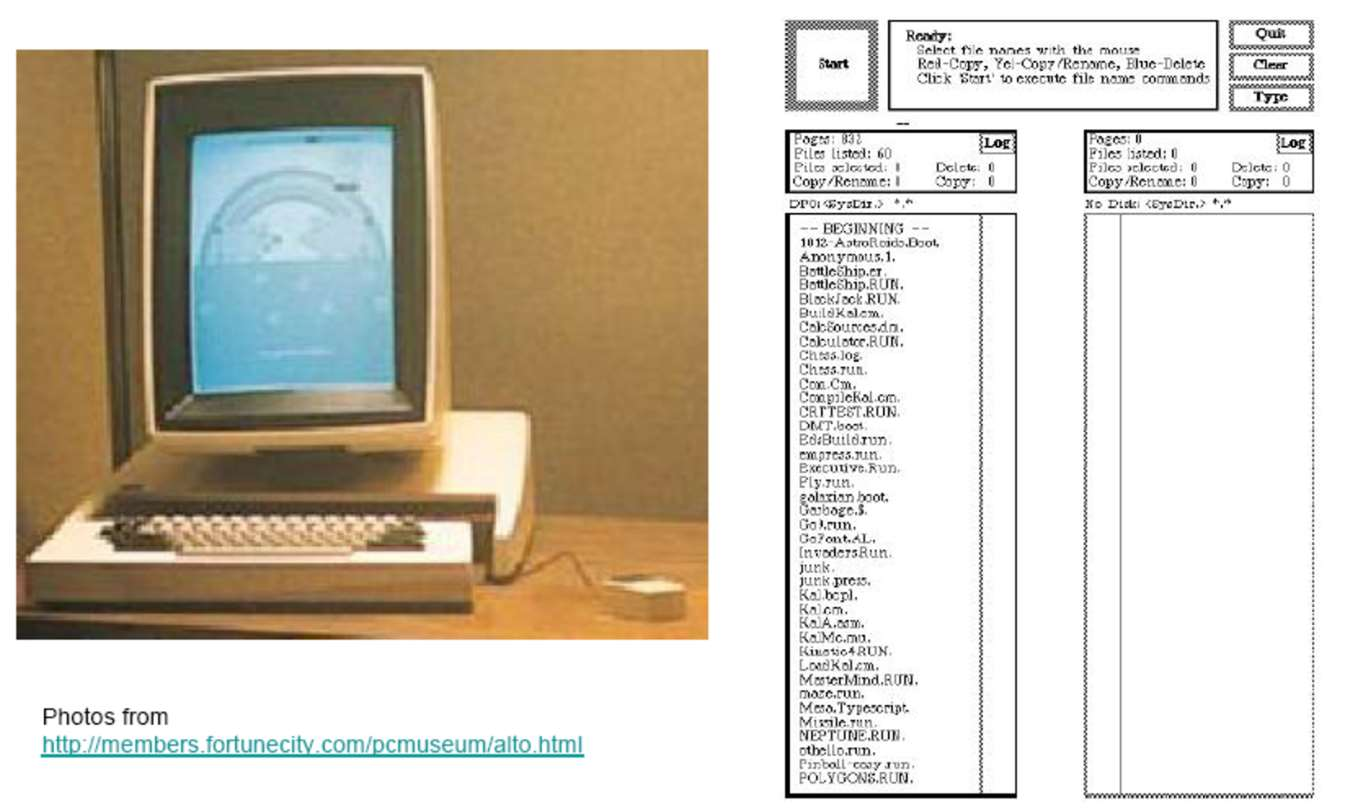 Start
Ready:
Select file names with the mouse
Red-Copy, Yel-Copy/Rename, Blue-Delete
Click 'Start' to execute file name commands
Quit
Clear
Type
Pages: 832
Files listed: 60
Files selected: 0 Delete: 0
Copy/Rename: 0 Copy: 0
Log
DP0: <SysDir.> *.*
-- BEGINNING --
1012-AstroRoids.Boot.
Anonymous.1.
BattleShip.er.
BattleShip.RUN.
BlackJack.RUN.
BuildKal.cm.
CalcSources.dm.
Calculator.RUN.
Chess.log.
Chess.run.
Com.Cm.
CompileKal.cm.
CRTTEST.RUN.
DMT.boot.
EdsBuild.run.
empress.run.
Executive.Run.
Fly.run.
galaxian.boot.
Garbage.$.
Go9.run.
GoFont.AL.
Invaders.Run.
junk.
junk.press.
Kal.bcpl.
Kal.cm.
KalA.asm.
KalMc.mu.
Kinetic4.RUN.
LoadKal.cm.
MasterMind.RUN.
maze.run.
Mesa.Typescript.
Missile.run.
NEPTUNE.RUN.
othello.run.
Pinball-easy.run.
POLYGONS.RUN.
Pages: 0
Files listed: 0
Files selected: 0 Delete: 0
Copy/Rename: 0 Copy: 0
Log
No Disk: <SysDir.> *.*
Photos from
http://members.fortunecity.com/pcmuseum/alto.html